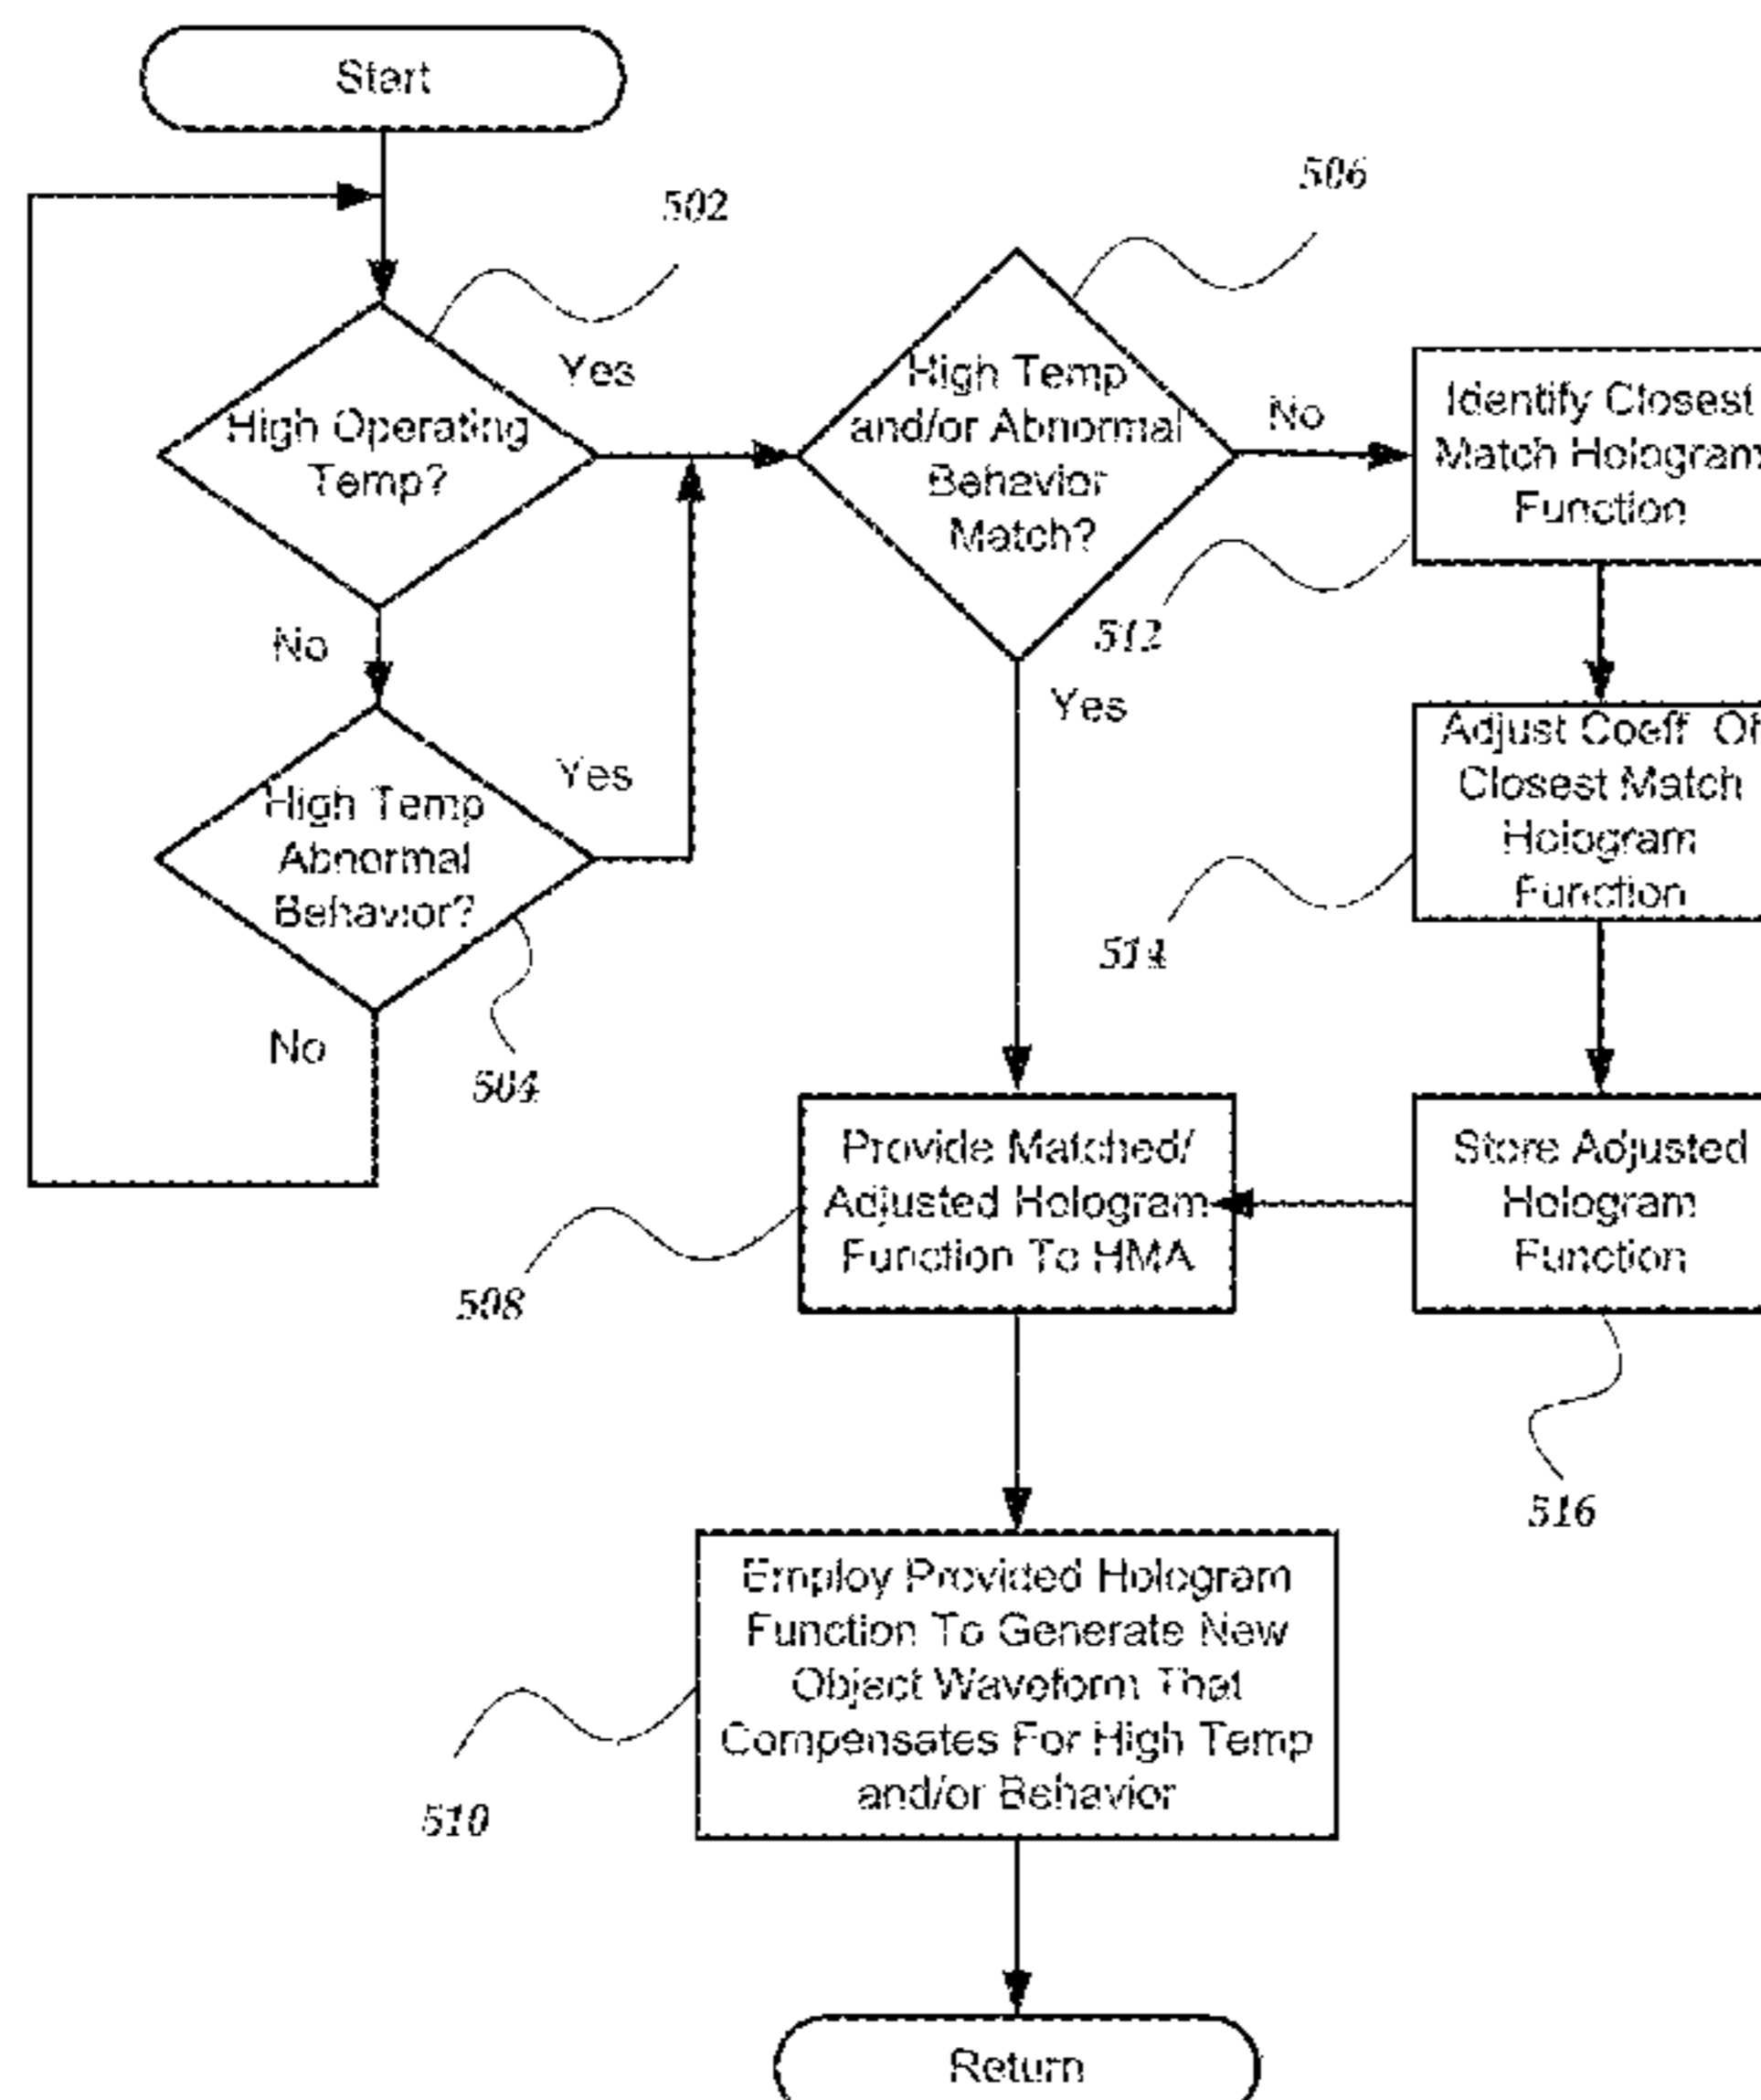 Start
502
506
Yes
High Operating
Temp?
High Temp
and/or Abnormal
Behavior
Match?
No
Identify Closest
Match Hologram
Function
512
No
Yes
High Temp
Abnormal
Behavior?
Yes
Adjust Coeff Of
Closest Match
Hologram
Function
514
No
504
Provide Matched/
Adjusted Hologram
Function To HMA
508
Store Adjusted
Hologram
Function
516
Employ Provided Hologram
Function To Generate New
Object Waveform That
Compensates For High Temp
and/or Behavior
510
Return